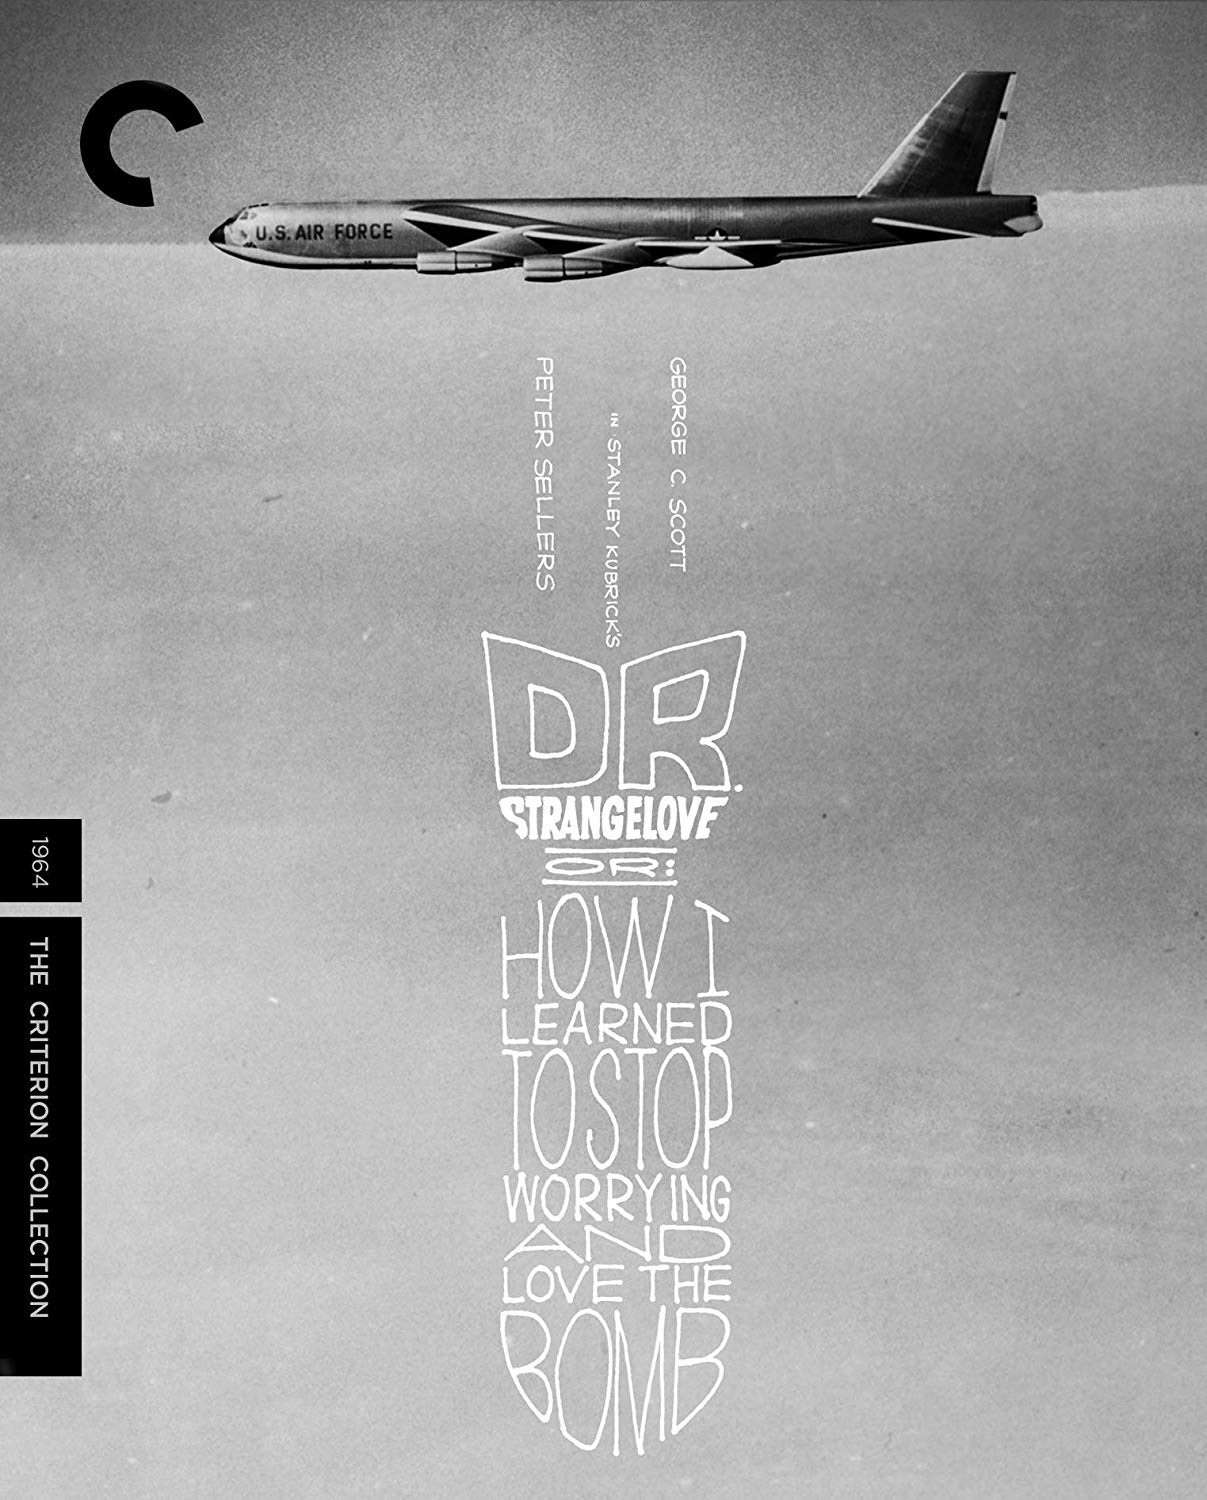 U.S. AIR FORCE
PETER SELLERS
GEORGE C. SCOTT
IN STANLEY KUBRICK'S
DR.
STRANGELOVE
OR:
HOW I
LEARNED
TO STOP
WORRYING
AND
LOVE THE
BOMB
1964
THE CRITERION COLLECTION